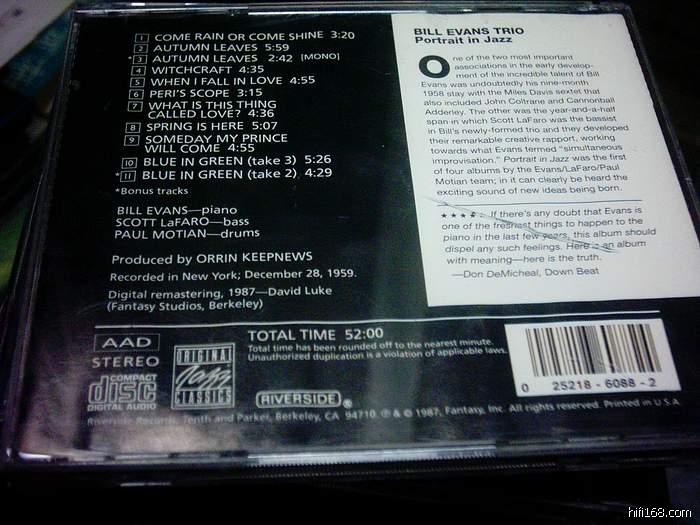 1 COME RAIN OR COME SHINE 3:20
2 AUTUMN LEAVES 5:59
*3 AUTUMN LEAVES 2:42 [MONO]
4 WITCHCRAFT 4:35
5 WHEN I FALL IN LOVE 4:55
6 PERI'S SCOPE 3:15
7 WHAT IS THIS THING
CALLED LOVE? 4:36
8 SPRING IS HERE 5:07
9 SOMEDAY MY PRINCE
WILL COME 4:55
10 BLUE IN GREEN (take 3) 5:26
*11 BLUE IN GREEN (take 2) 4:29
*Bonus tracks
BILL EVANS—piano
SCOTT LaFARO—bass
PAUL MOTIAN—drums
Produced by ORRIN KEEPNEWS
Recorded in New York; December 28, 1959.
Digital remastering, 1987—David Luke
(Fantasy Studios, Berkeley)
BILL EVANS TRIO
Portrait in Jazz
One of the two most important
associations in the early develop-
ment of the incredible talent of Bill
Evans was undoubtedly his nine-month
1958 stay with the Miles Davis sextet that
also included John Coltrane and Cannonball
Adderley. The other was the year-and-a-half
span in which Scott LaFaro was the bassist
in Bill's newly-formed trio and they developed
their remarkable creative rapport, working
towards what Evans termed "simultaneous
improvisation." Portrait in Jazz was the first
of four albums by the Evans/LaFaro/Paul
Motian team; in it can clearly be heard the
exciting sound of new ideas being born.
★★★★ If there's any doubt that Evans is
one of the freshest things to happen to the
piano in the last few years, this album should
dispel any such feelings. Here is an album
with meaning—here is the truth.
—Don DeMicheal, Down Beat
AAD
STEREO
COMPACT
disc
DIGITAL AUDIO
ORIGINAL
Jazz
CLASSICS
TOTAL TIME 52:00
Total time has been rounded off to the nearest minute.
Unauthorized duplication is a violation of applicable laws.
RIVERSIDE®
0 25218-6088-2
Riverside Records, Tenth and Parker, Berkeley, CA 94710. ℗ & © 1987, Fantasy, Inc. All rights reserved. Printed in U.S.A.
hifi168.com